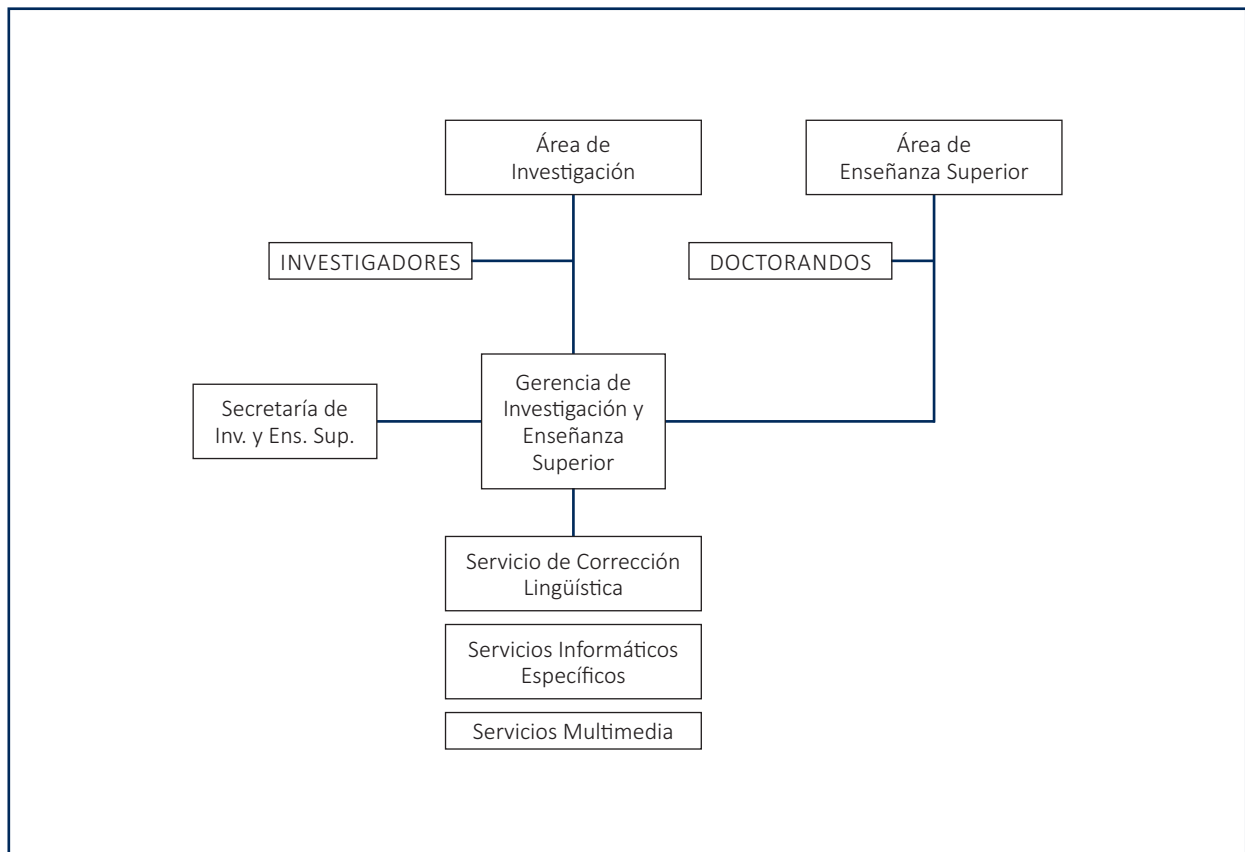 Área de
Investigación
Área de
Enseñanza Superior
INVESTIGADORES
DOCTORANDOS
Gerencia de
Investigación y
Enseñanza
Superior
Secretaría de
Inv. y Ens. Sup.
Servicio de Corrección
Lingüística
Servicios Informáticos
Específicos
Servicios Multimedia